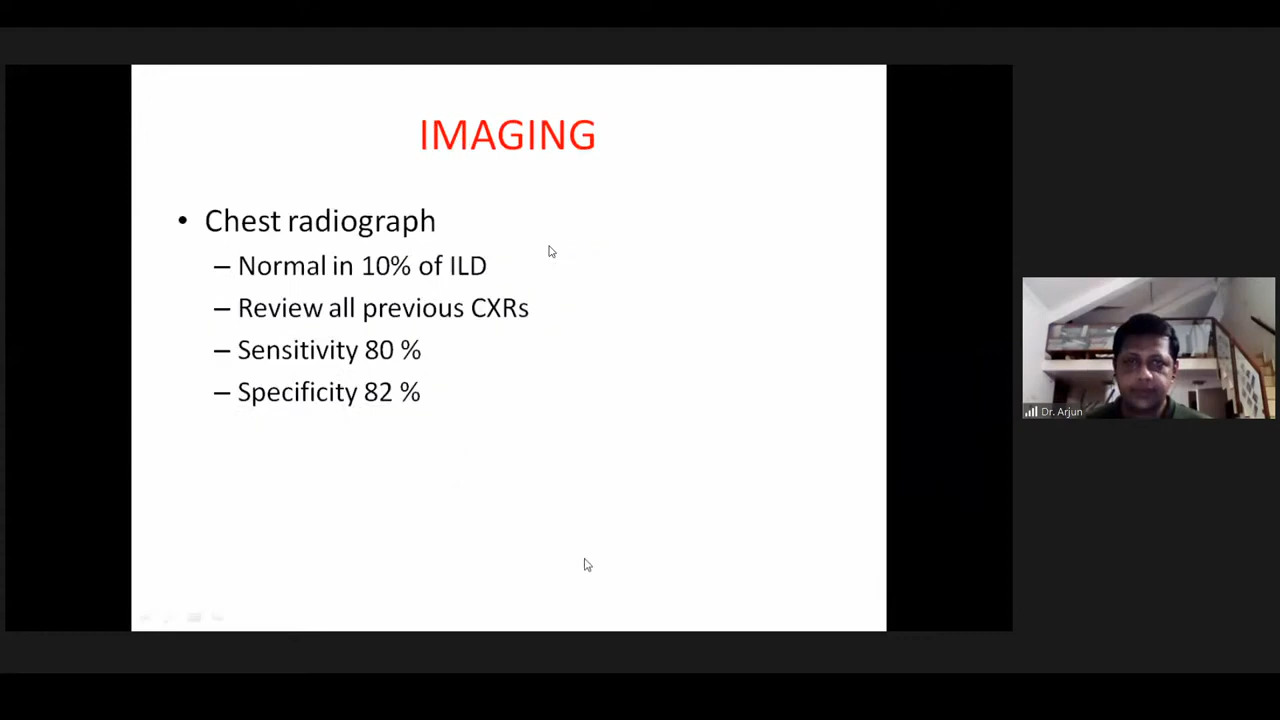 IMAGING
• Chest radiograph
– Normal in 10% of ILD
– Review all previous CXRs
– Sensitivity 80 %
– Specificity 82 %
Dr. Arjun